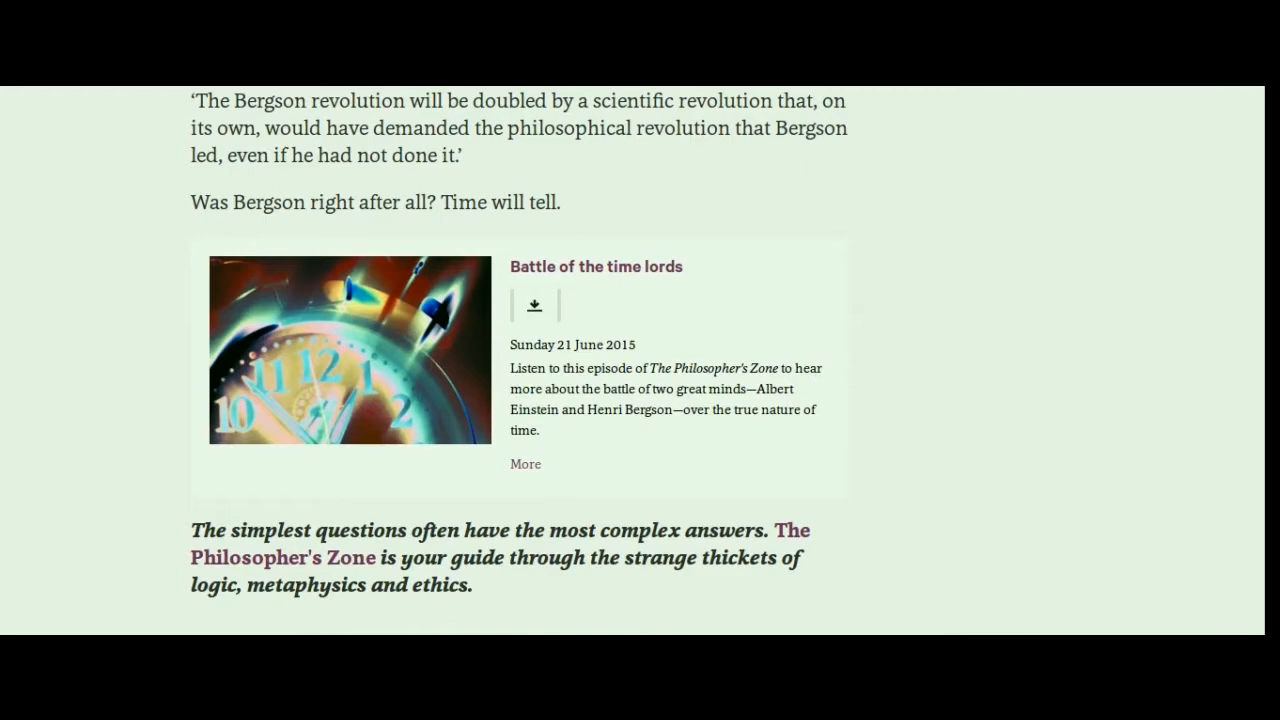 ‘The Bergson revolution will be doubled by a scientific revolution that, on
its own, would have demanded the philosophical revolution that Bergson
led, even if he had not done it.’
Was Bergson right after all? Time will tell.
11 12 1
10 2
Battle of the time lords
Sunday 21 June 2015
Listen to this episode of The Philosopher's Zone to hear
more about the battle of two great minds—Albert
Einstein and Henri Bergson—over the true nature of
time.
More
The simplest questions often have the most complex answers. The
Philosopher's Zone is your guide through the strange thickets of
logic, metaphysics and ethics.